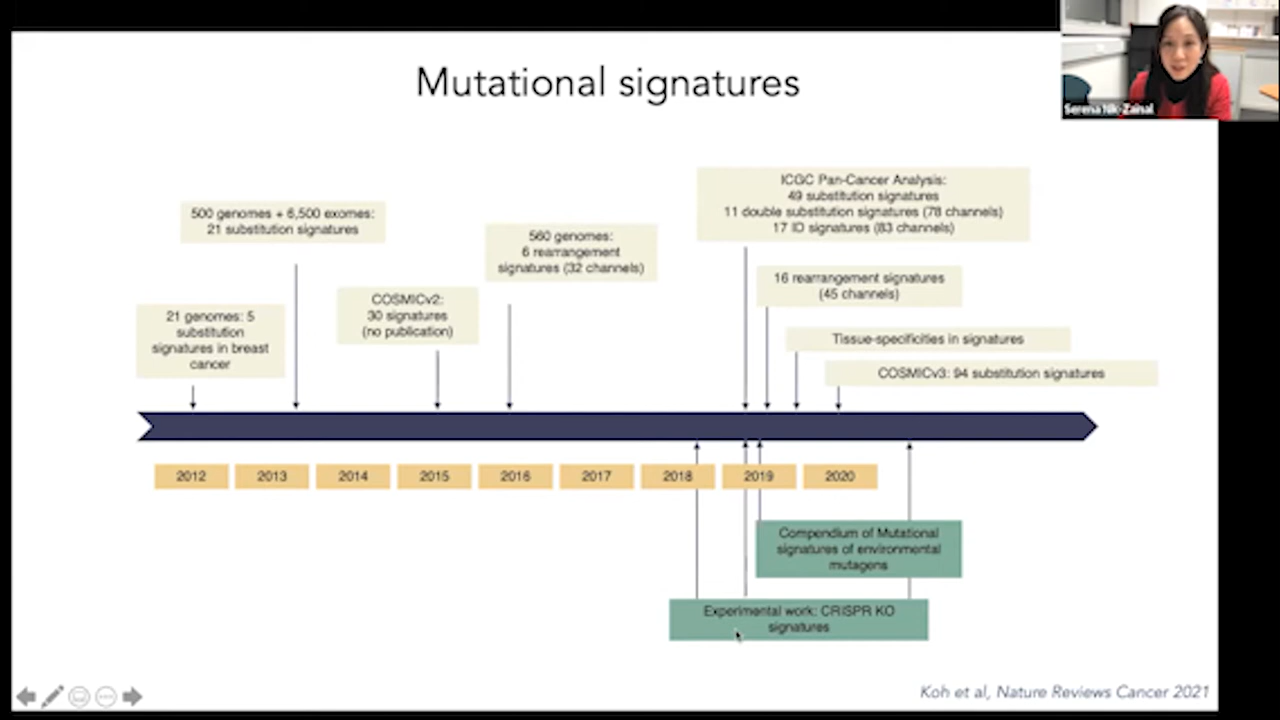 Mutational signatures
Serena Nik-Zainal
ICGC Pan-Cancer Analysis:
49 substitution signatures
11 double substitution signatures (78 channels)
17 ID signatures (83 channels)
500 genomes + 6,500 exomes:
21 substitution signatures
560 genomes:
6 rearrangement
signatures (32 channels)
16 rearrangement signatures
(45 channels)
COSMICv2:
30 signatures
(no publication)
21 genomes: 5
substitution
signatures in breast
cancer
Tissue-specificities in signatures
COSMICv3: 94 substitution signatures
2012 2013 2014 2015 2016 2017 2018 2019 2020
Compendium of Mutational
signatures of environmental
mutagens
Experimental work: CRISPR KO
signatures
Koh et al, Nature Reviews Cancer 2021